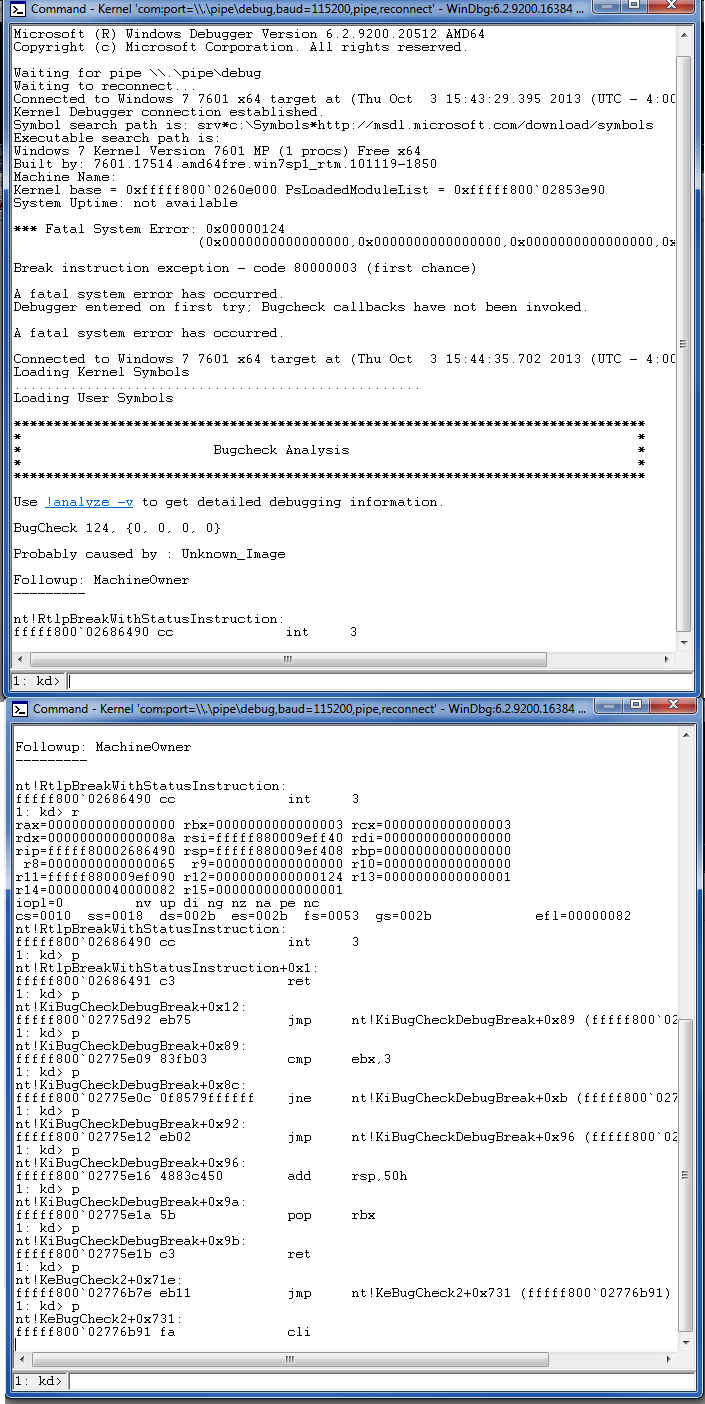 Command - Kernel 'com:port=\\.\pipe\debug,baud=115200,pipe,reconnect' - WinDbg:6.2.9200.16384 ...
Microsoft (R) Windows Debugger Version 6.2.9200.20512 AMD64
Copyright (c) Microsoft Corporation. All rights reserved.
Waiting for pipe \\.\pipe\debug
Waiting to reconnect...
Connected to Windows 7 7601 x64 target at (Thu Oct  3 15:43:29.395 2013 (UTC - 4:00
Kernel Debugger connection established.
Symbol search path is: srv*c:\Symbols*http://msdl.microsoft.com/download/symbols
Executable search path is:
Windows 7 Kernel Version 7601 MP (1 procs) Free x64
Built by: 7601.17514.amd64fre.win7sp1_rtm.101119-1850
Machine Name:
Kernel base = 0xfffff800`0260e000 PsLoadedModuleList = 0xfffff800`02853e90
System Uptime: not available
*** Fatal System Error: 0x00000124
(0x0000000000000000,0x0000000000000000,0x0000000000000000,0x
Break instruction exception - code 80000003 (first chance)
A fatal system error has occurred.
Debugger entered on first try; Bugcheck callbacks have not been invoked.
A fatal system error has occurred.
Connected to Windows 7 7601 x64 target at (Thu Oct  3 15:44:35.702 2013 (UTC - 4:00
Loading Kernel Symbols
...................................................
Loading User Symbols
*******************************************************************************
*                                                                             *
*                        Bugcheck Analysis                                    *
*                                                                             *
*******************************************************************************
Use !analyze -v to get detailed debugging information.
BugCheck 124, {0, 0, 0, 0}
Probably caused by : Unknown_Image
Followup: MachineOwner
---------
nt!RtlpBreakWithStatusInstruction:
fffff800`02686490 cc              int     3
1: kd>
Command - Kernel 'com:port=\\.\pipe\debug,baud=115200,pipe,reconnect' - WinDbg:6.2.9200.16384 ...
Followup: MachineOwner
---------
nt!RtlpBreakWithStatusInstruction:
fffff800`02686490 cc              int     3
1: kd> r
rax=0000000000000000 rbx=0000000000000003 rcx=0000000000000003
rdx=000000000000008a rsi=fffff880009eff40 rdi=0000000000000000
rip=fffff80002686490 rsp=fffff880009ef408 rbp=0000000000000000
r8=0000000000000065  r9=0000000000000000 r10=0000000000000000
r11=fffff880009ef090 r12=0000000000000124 r13=0000000000000001
r14=0000000040000082 r15=0000000000000001
iopl=0         nv up di ng nz na pe nc
cs=0010  ss=0018  ds=002b  es=002b  fs=0053  gs=002b             efl=00000082
nt!RtlpBreakWithStatusInstruction:
fffff800`02686490 cc              int     3
1: kd> p
nt!RtlpBreakWithStatusInstruction+0x1:
fffff800`02686491 c3              ret
1: kd> p
nt!KiBugCheckDebugBreak+0x12:
fffff800`02775d92 eb75            jmp     nt!KiBugCheckDebugBreak+0x89 (fffff800`02
1: kd> p
nt!KiBugCheckDebugBreak+0x89:
fffff800`02775e09 83fb03          cmp     ebx,3
1: kd> p
nt!KiBugCheckDebugBreak+0x8c:
fffff800`02775e0c 0f8579ffffff    jne     nt!KiBugCheckDebugBreak+0xb (fffff800`027
1: kd> p
nt!KiBugCheckDebugBreak+0x92:
fffff800`02775e12 eb02            jmp     nt!KiBugCheckDebugBreak+0x96 (fffff800`02
1: kd> p
nt!KiBugCheckDebugBreak+0x96:
fffff800`02775e16 4883c450        add     rsp,50h
1: kd> p
nt!KiBugCheckDebugBreak+0x9a:
fffff800`02775e1a 5b              pop     rbx
1: kd> p
nt!KiBugCheckDebugBreak+0x9b:
fffff800`02775e1b c3              ret
1: kd> p
nt!KeBugCheck2+0x71e:
fffff800`02776b7e eb11            jmp     nt!KeBugCheck2+0x731 (fffff800`02776b91)
1: kd> p
nt!KeBugCheck2+0x731:
fffff800`02776b91 fa              cli
1: kd>